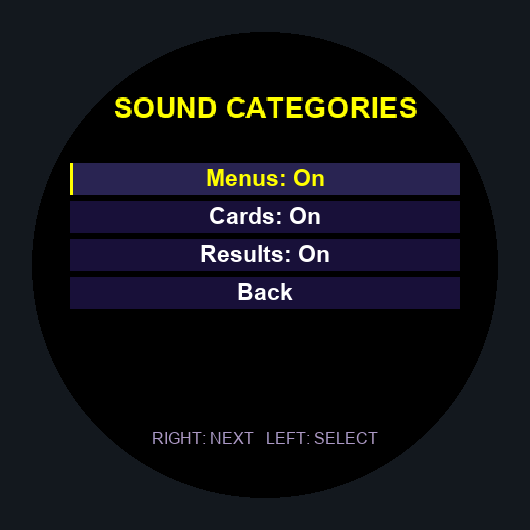 SOUND CATEGORIES
Menus: On
Cards: On
Results: On
Back
RIGHT: NEXT LEFT: SELECT